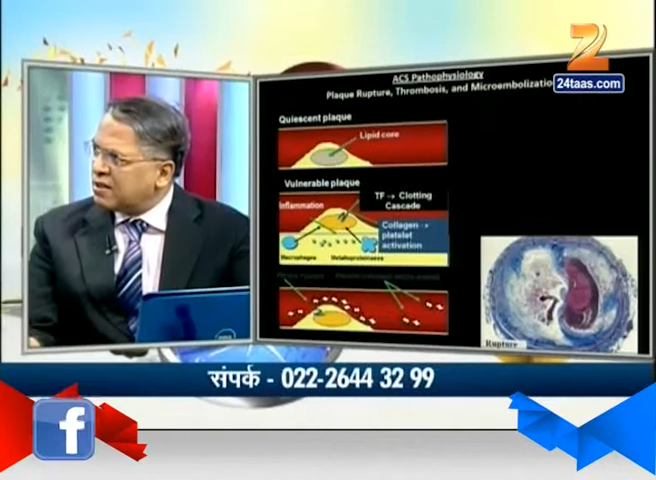 24taas.com
ACS Pathophysiology
Plaque Rupture, Thrombosis, and Microembolization
Quiescent plaque
Lipid core
Vulnerable plaque
TF → Clotting
Cascade
Inflammation
Collagen →
platelet
activation
Macrophages
Metalloproteinases
Rupture
संपर्क - 022-2644 32 99
f